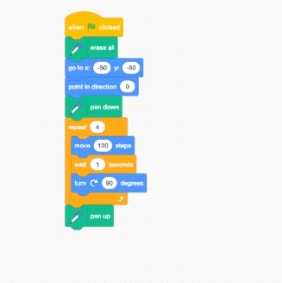 when clicked
erase all
go to x: -50 y: -50
point in direction 0
pen down
repeat 4
move 100 steps
wait 1 seconds
turn 90 degrees
pen up